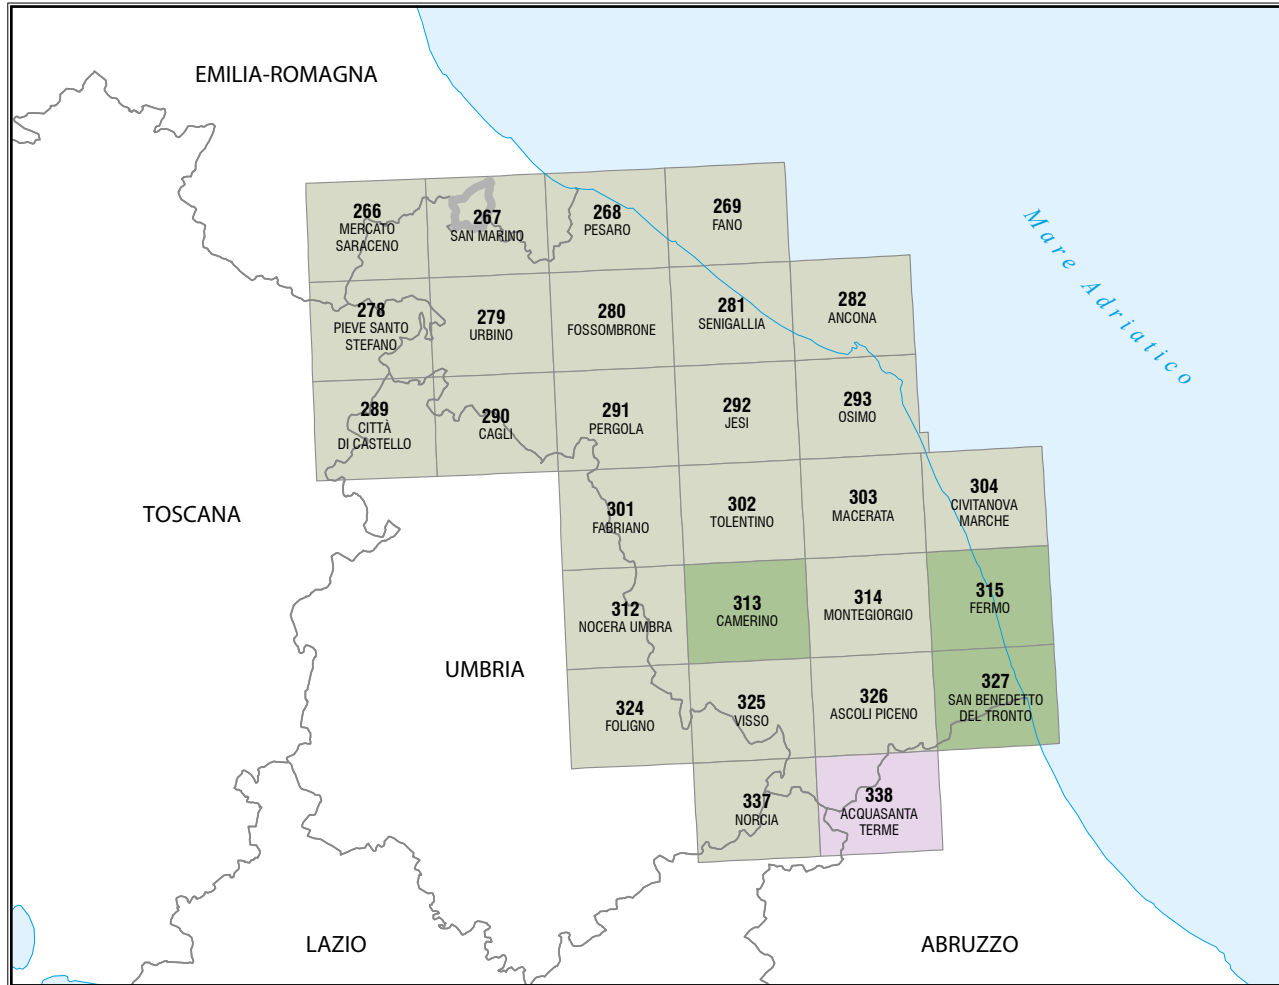 EMILIA-ROMAGNA
266
MERCATO
SARACENO
267
SAN MARINO
268
PESARO
269
FANO
Mare Adriatico
278
PIEVE SANTO
STEFANO
279
URBINO
280
FOSSOMBRONE
281
SENIGALLIA
282
ANCONA
289
CITTÀ
DI CASTELLO
290
CAGLI
291
PERGOLA
292
JESI
293
OSIMO
TOSCANA
301
FABRIANO
302
TOLENTINO
303
MACERATA
304
CIVITANOVA
MARCHE
312
NOCERA UMBRA
313
CAMERINO
314
MONTEGIORGIO
315
FERMO
UMBRIA
324
FOLIGNO
325
VISSO
326
ASCOLI PICENO
327
SAN BENEDETTO
DEL TRONTO
337
NORCIA
338
ACQUASANTA
TERME
LAZIO
ABRUZZO